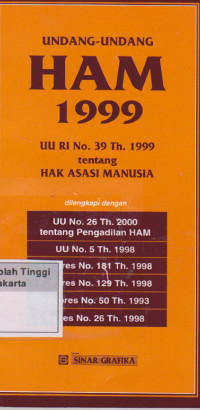 UNDANG-UNDANG
HAM
1999
UU RI No. 39 Th. 1999
tentang
HAK ASASI MANUSIA
dilengkapi dengan
UU No. 26 Th. 2000
tentang Pengadilan HAM
UU No. 5 Th. 1998
res No. 181 Th. 1998
res No. 129 Th. 1998
pres No. 50 Th. 1993
es No. 26 Th. 1998
olah Tinggi
akarta
SINAR GRAFIKA